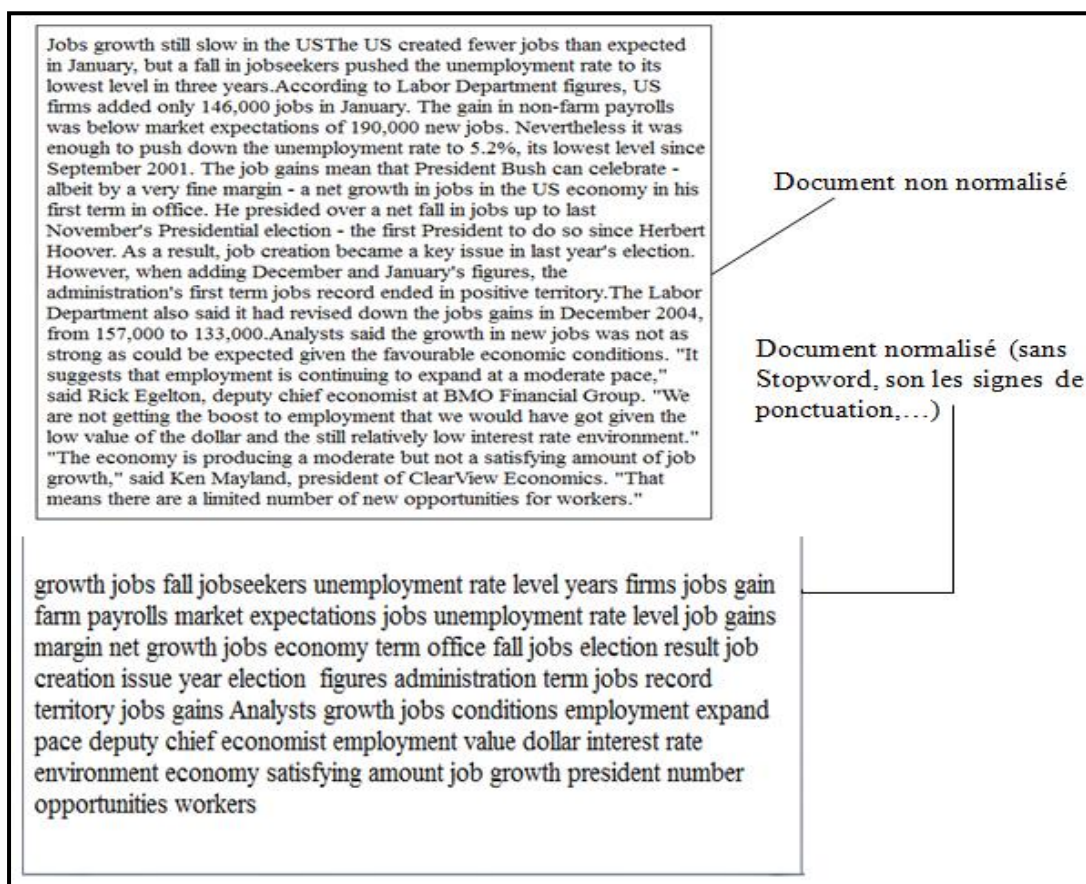 Jobs growth still slow in the USThe US created fewer jobs than expected
in January, but a fall in jobseekers pushed the unemployment rate to its
lowest level in three years.According to Labor Department figures, US
firms added only 146,000 jobs in January. The gain in non-farm payrolls
was below market expectations of 190,000 new jobs. Nevertheless it was
enough to push down the unemployment rate to 5.2%, its lowest level since
September 2001. The job gains mean that President Bush can celebrate -
albeit by a very fine margin - a net growth in jobs in the US economy in his
first term in office. He presided over a net fall in jobs up to last
November's Presidential election - the first President to do so since Herbert
Hoover. As a result, job creation became a key issue in last year's election.
However, when adding December and January's figures, the
administration's first term jobs record ended in positive territory.The Labor
Department also said it had revised down the jobs gains in December 2004,
from 157,000 to 133,000.Analysts said the growth in new jobs was not as
strong as could be expected given the favourable economic conditions. "It
suggests that employment is continuing to expand at a moderate pace,"
said Rick Egelton, deputy chief economist at BMO Financial Group. "We
are not getting the boost to employment that we would have got given the
low value of the dollar and the still relatively low interest rate environment."
"The economy is producing a moderate but not a satisfying amount of job
growth," said Ken Mayland, president of ClearView Economics. "That
means there are a limited number of new opportunities for workers."
Document non normalisé
Document normalisé (sans
Stopword, son les signes de
ponctuation,…)
growth jobs fall jobseekers unemployment rate level years firms jobs gain
farm payrolls market expectations jobs unemployment rate level job gains
margin net growth jobs economy term office fall jobs election result job
creation issue year election figures administration term jobs record
territory jobs gains Analysts growth jobs conditions employment expand
pace deputy chief economist employment value dollar interest rate
environment economy satisfying amount job growth president number
opportunities workers